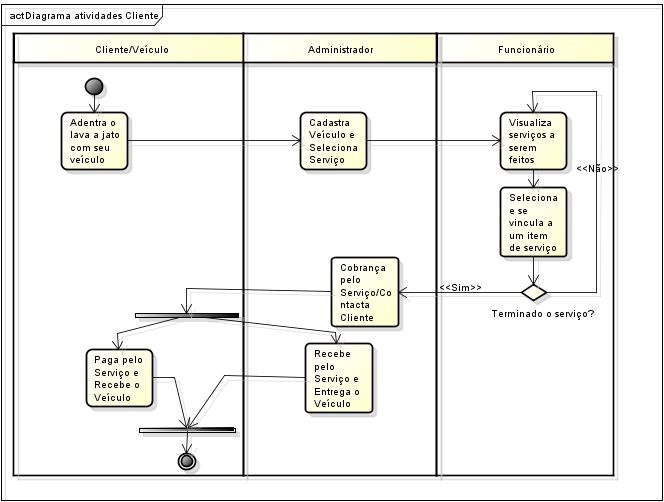 actDiagrama atividades Cliente
Cliente/Veículo
Administrador
Funcionário
Adentra o
lava a jato
com seu
veículo
Cadastra
Veículo e
Seleciona
Serviço
Visualiza
serviços a
serem
feitos
<<Não>>
Seleciona
e se
vincula a
um item
de serviço
Cobrança
pelo
Serviço/Co
ntacta
Cliente
<<Sim>>
Terminado o serviço?
Paga pelo
Serviço e
Recebe o
Veículo
Recebe
pelo
Serviço e
Entrega o
Veículo